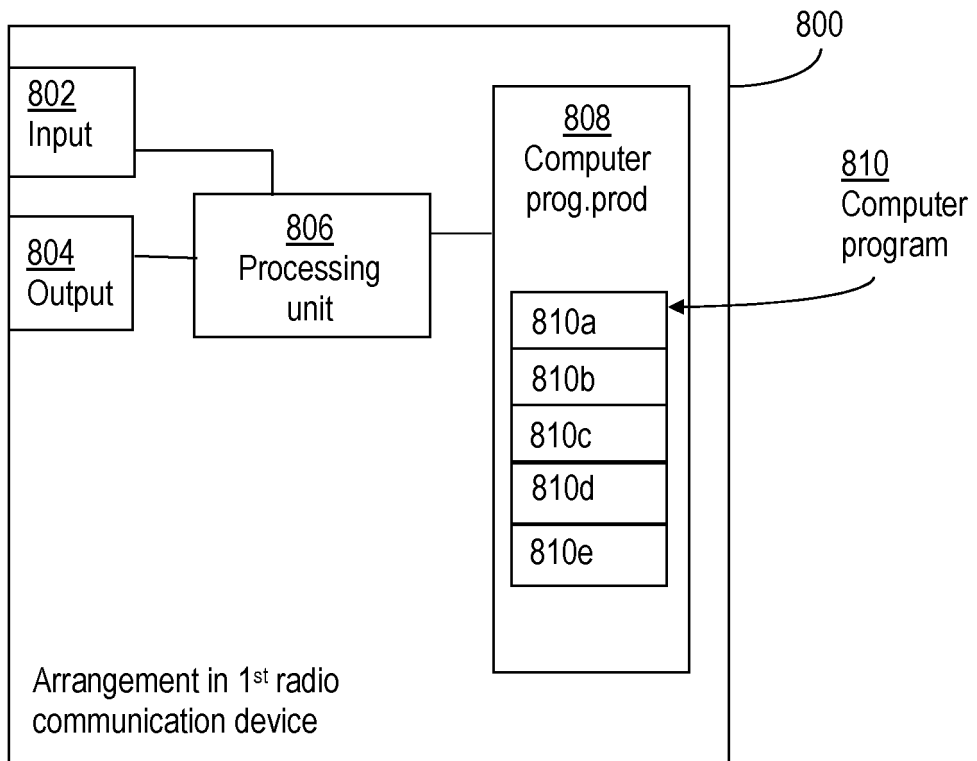 800
802
Input
804
Output
806
Processing
unit
808
Computer
prog.prod
810
Computer
program
810a
810b
810c
810d
810e
Arrangement in 1st radio
communication device